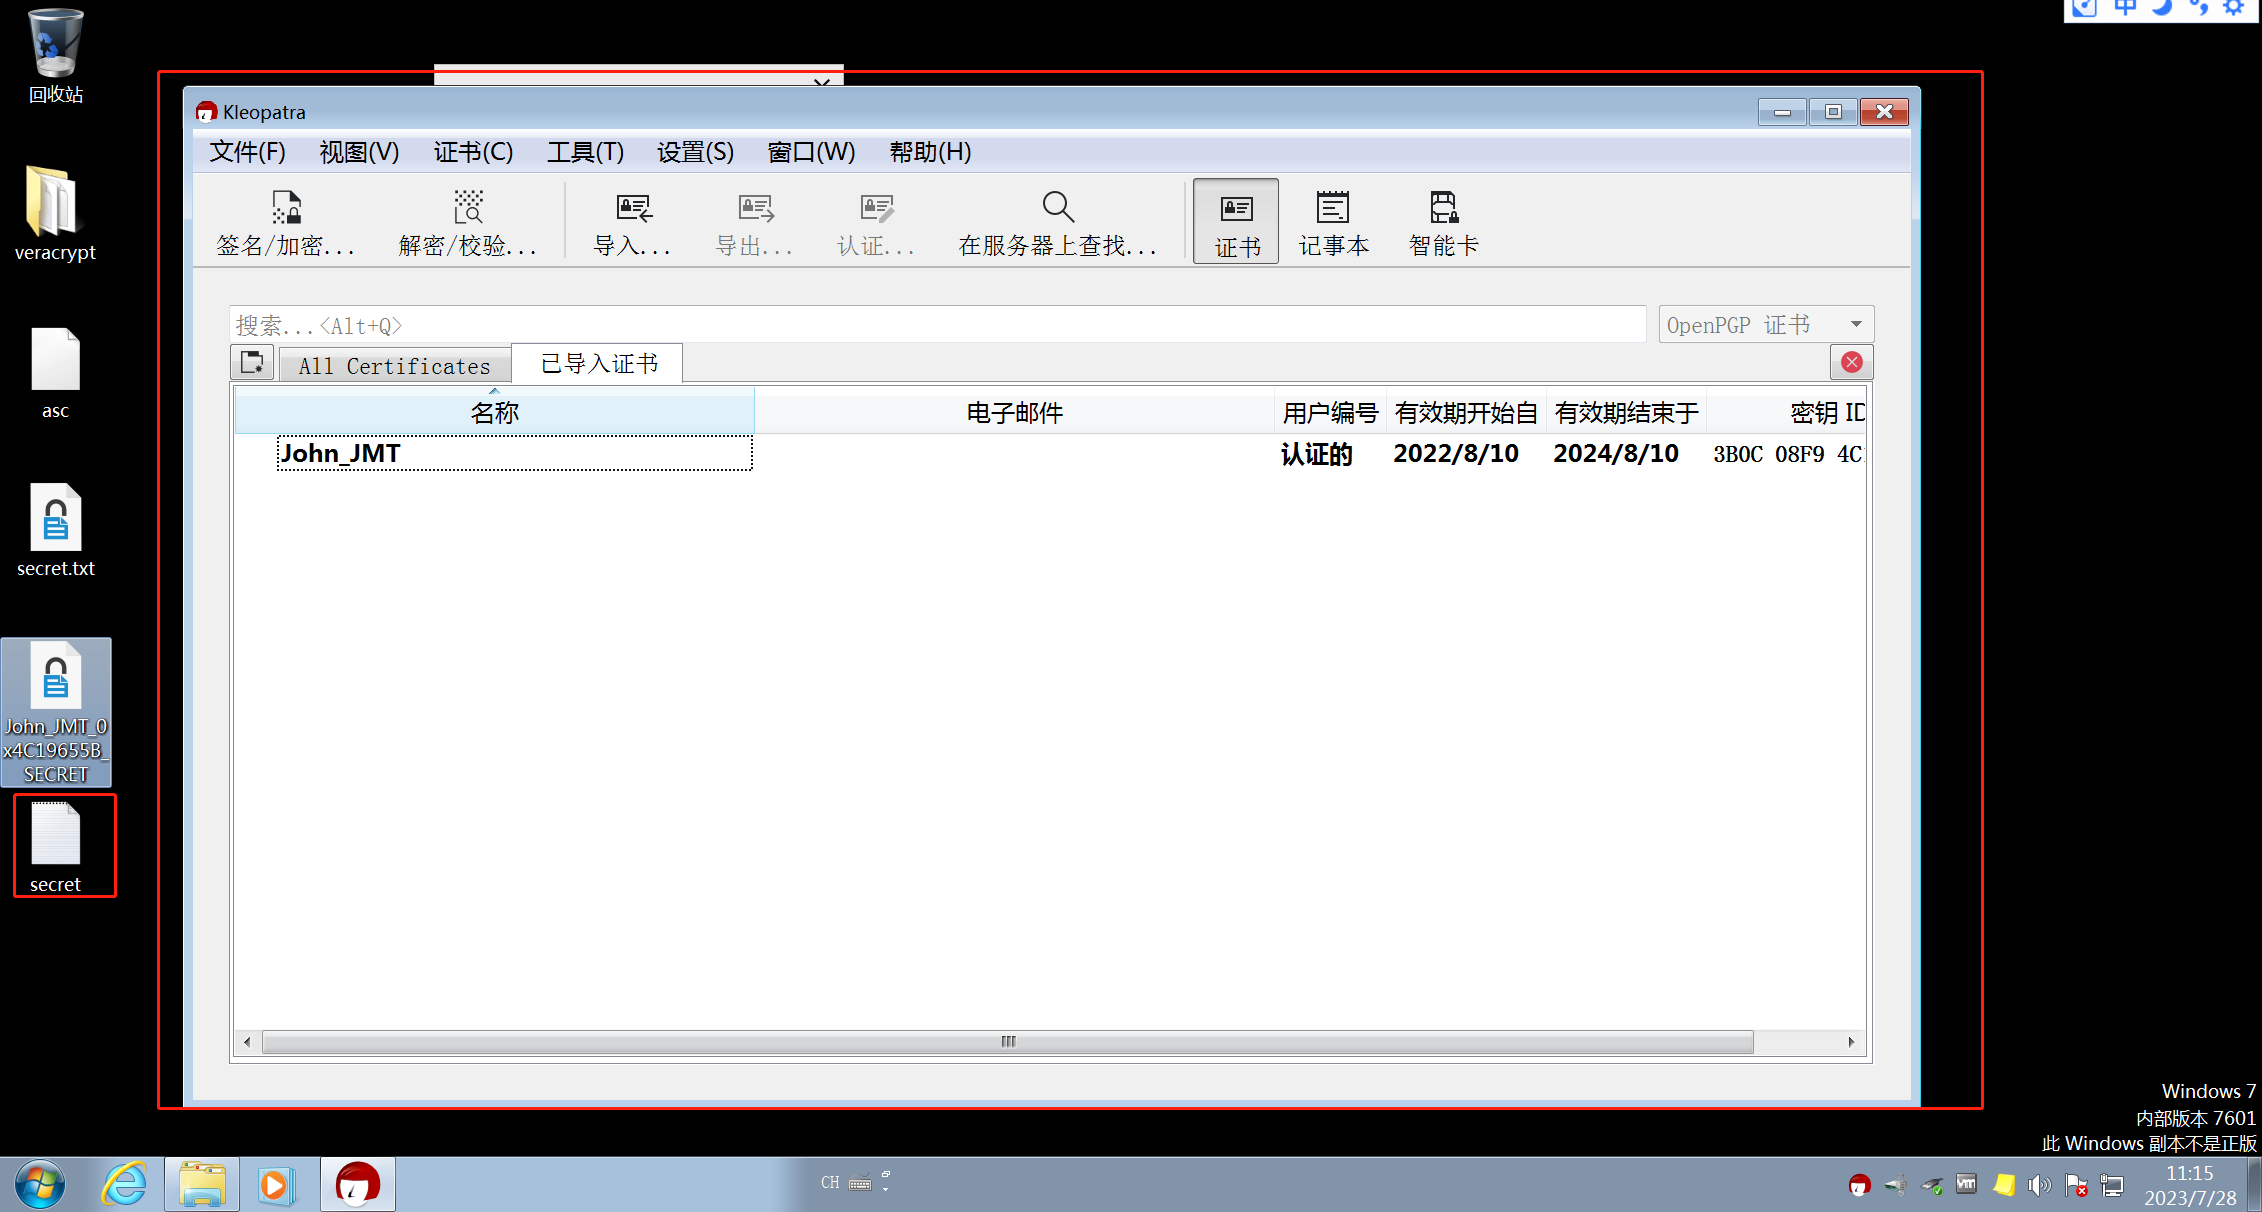 回收站
veracrypt
asc
secret.txt
John_JMT_0
x4C19655B_
SECRET
secret
Kleopatra
文件(F) 视图(V) 证书(C) 工具(T) 设置(S) 窗口(W) 帮助(H)
签名/加密... 解密/校验... 导入... 导出... 认证... 在服务器上查找... 证书 记事本 智能卡
搜索...<Alt+Q> OpenPGP 证书
All Certificates 已导入证书
名称 电子邮件 用户编号 有效期开始自 有效期结束于 密钥 ID
John_JMT 认证的 2022/8/10 2024/8/10 3B0C 08F9 4C
中
Windows 7
内部版本 7601
此 Windows 副本不是正版
CH
11:15
2023/7/28